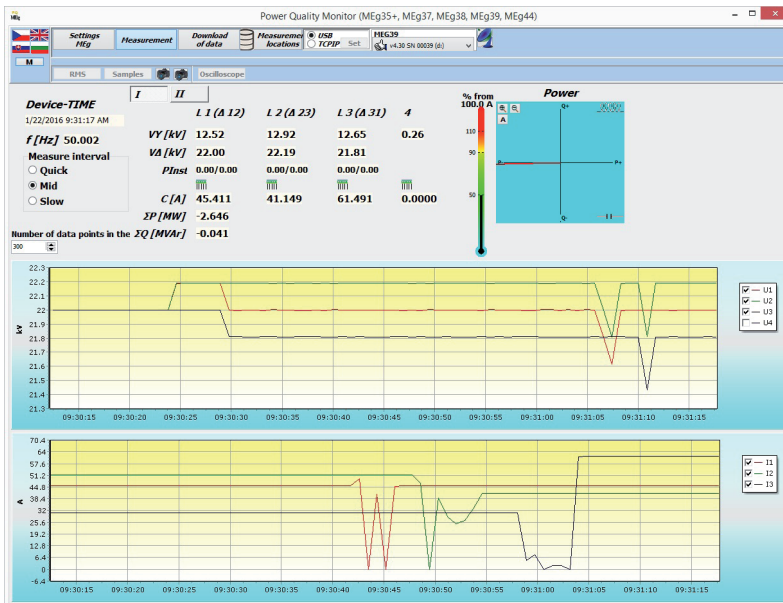 Power Quality Monitor (MEg35+, MEg37, MEg38, MEg39, MEg44)
Settings MEg
Measurement
Download of data
Measurement locations
USB
TCPIP
Set
MEG39
v4.30 SN 00039 (d:)
M
RMS
Samples
Oscilloscope
I
II
Device-TIME
1/22/2016 9:31:17 AM
f [Hz] 50.002
Measure interval
Quick
Mid
Slow
Number of data points in the
300
L 1 (Δ 12) L 2 (Δ 23) L 3 (Δ 31) 4
VY [kV] 12.52 12.92 12.65 0.26
VΔ [kV] 22.00 22.19 21.81
PInst 0.00/0.00 0.00/0.00 0.00/0.00
C [A] 45.411 41.149 61.491 0.0000
ΣP [MW] -2.646
ΣQ [MVAr] -0.041
% from
100.0 A
110
90
50
Power
A
Q+
P-
P+
Q-
22.3
22.2
22.1
22
21.9
21.8
21.7
21.6
21.5
21.4
21.3
kV
09:30:15 09:30:20 09:30:25 09:30:30 09:30:35 09:30:40 09:30:45 09:30:50 09:30:55 09:31:00 09:31:05 09:31:10 09:31:15
U1
U2
U3
U4
70.4
64
57.6
51.2
44.8
38.4
32
25.6
19.2
12.8
6.4
0
-6.4
A
09:30:15 09:30:20 09:30:25 09:30:30 09:30:35 09:30:40 09:30:45 09:30:50 09:30:55 09:31:00 09:31:05 09:31:10 09:31:15
I1
I2
I3